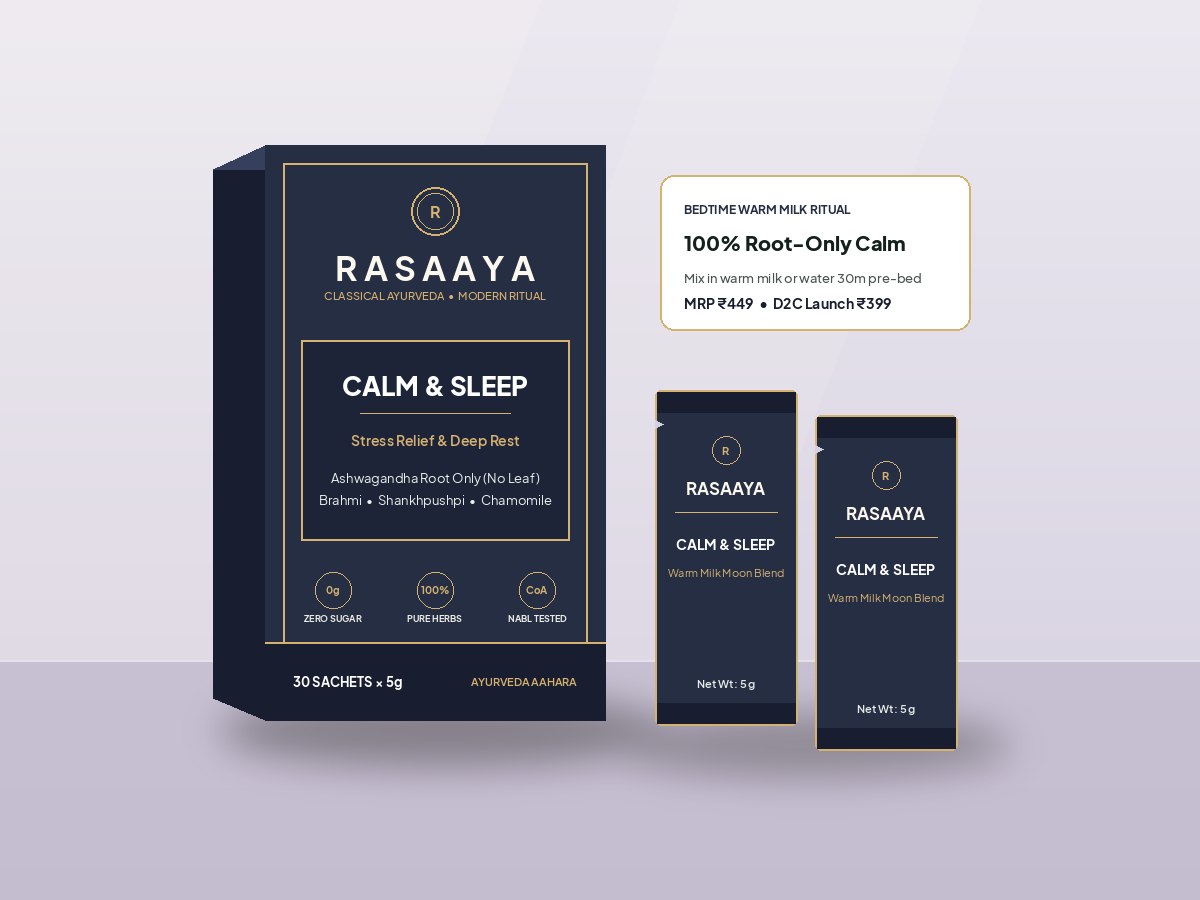 R
RASAAYA
CLASSICAL AYURVEDA • MODERN RITUAL
CALM & SLEEP
Stress Relief & Deep Rest
Ashwagandha Root Only (No Leaf)
Brahmi • Shankhpushpi • Chamomile
0g
ZERO SUGAR
100%
PURE HERBS
CoA
NABL TESTED
30 SACHETS × 5g
AYURVEDA AAHARA
BEDTIME WARM MILK RITUAL
100% Root-Only Calm
Mix in warm milk or water 30m pre-bed
MRP ₹449 • D2C Launch ₹399
R
RASAAYA
CALM & SLEEP
Warm Milk Moon Blend
Net Wt: 5 g
R
RASAAYA
CALM & SLEEP
Warm Milk Moon Blend
Net Wt: 5 g